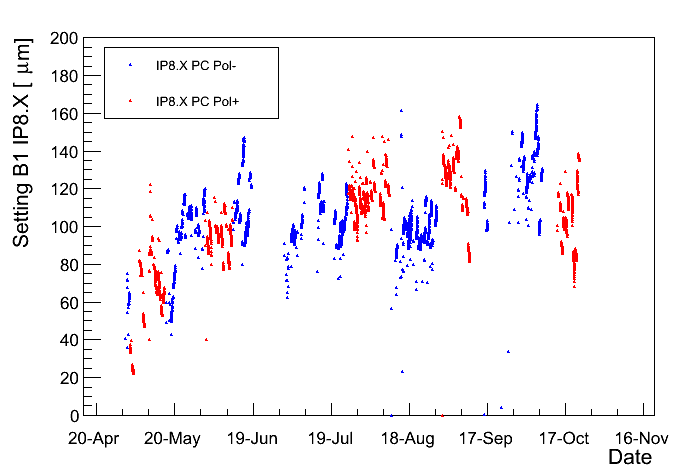 Setting B1 IP8.X [ μm]
200
180
160
140
120
100
80
60
40
20
0
IP8.X PC Pol-
IP8.X PC Pol+
20-Apr 20-May 19-Jun 19-Jul 18-Aug 17-Sep 17-Oct 16-Nov
Date